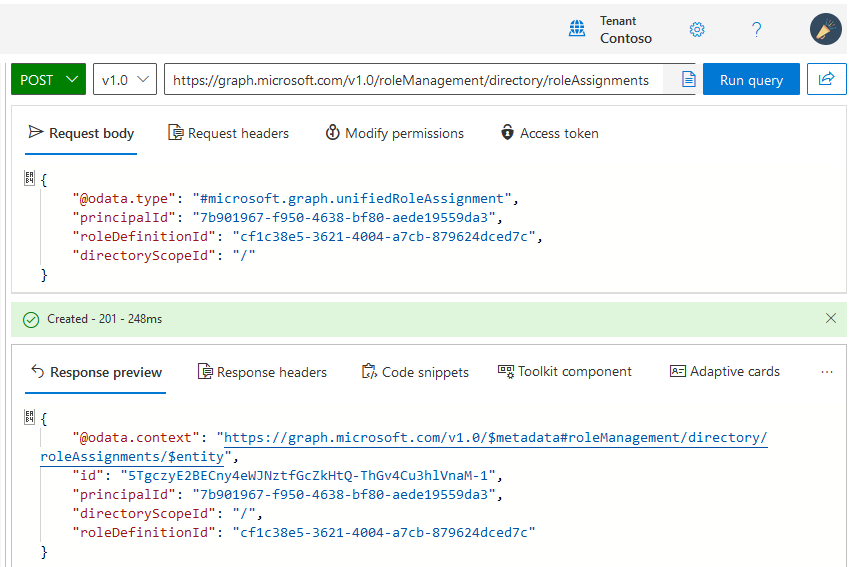 Tenant
Contoso
?
POST
v1.0
https://graph.microsoft.com/v1.0/roleManagement/directory/roleAssignments
Run query
Request body
Request headers
Modify permissions
Access token
{
"@odata.type": "#microsoft.graph.unifiedRoleAssignment",
"principalId": "7b901967-f950-4638-bf80-aede19559da3",
"roleDefinitionId": "cf1c38e5-3621-4004-a7cb-879624dced7c",
"directoryScopeId": "/"
}
Created - 201 - 248ms
Response preview
Response headers
Code snippets
Toolkit component
Adaptive cards
...
{
"@odata.context": "https://graph.microsoft.com/v1.0/$metadata#roleManagement/directory/
roleAssignments/$entity",
"id": "5TgczyE2BECny4eWJNztfGcZkHtQ-ThGv4Cu3hlVnaM-1",
"principalId": "7b901967-f950-4638-bf80-aede19559da3",
"directoryScopeId": "/",
"roleDefinitionId": "cf1c38e5-3621-4004-a7cb-879624dced7c"
}